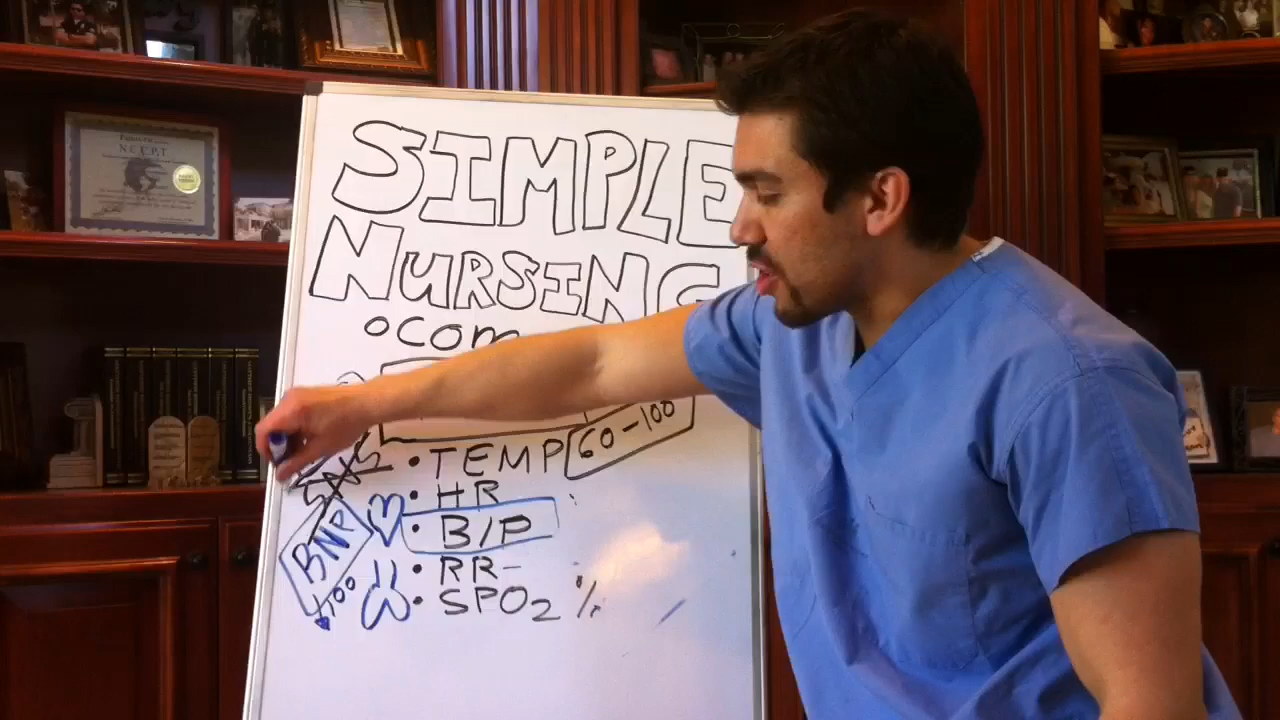 N.C.C.P.T.
SIMPLE
NURSING
.com
• TEMP 60-100
• HR
BNP • B/P
• RR-
100 • SPO2 %